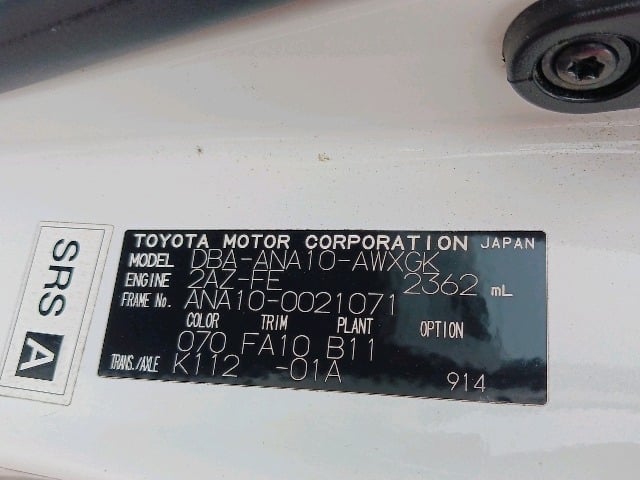 TOYOTA MOTOR CORPORATION JAPAN
MODEL DBA-ANA10-AWXGK
ENGINE 2AZ-FE 2362 mL
FRAME No. ANA10-0021071
COLOR TRIM PLANT OPTION
070 FA10 B11
TRANS./AXLE K112 -01A
914
SRS A